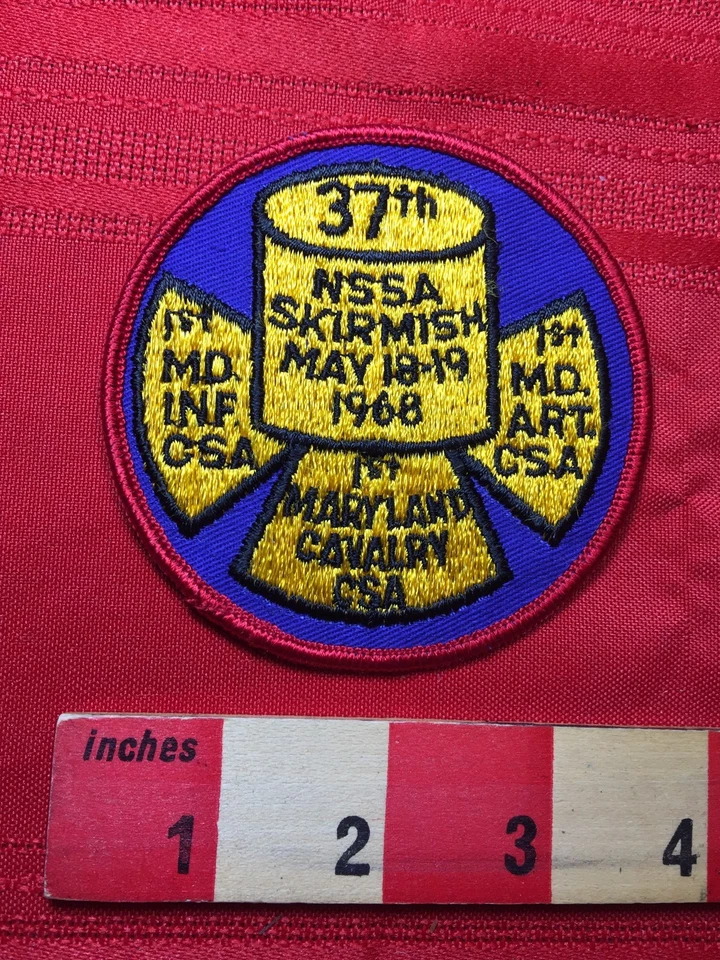 37th
NSSA
SKIRMISH
MAY 18-19
1968
1st
MD.
INF
CSA
1st
M.D.
ART
CSA
1st
MARYLAND
CAVALRY
CSA
inches
1 2 3 4